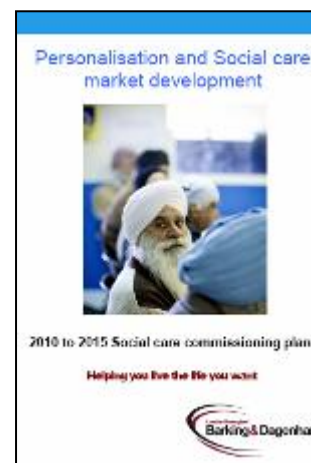 Personalisation and Social care
market development
2010 to 2015 Social care commissioning plan
Helping you live the life you want
Barking&Dagenham